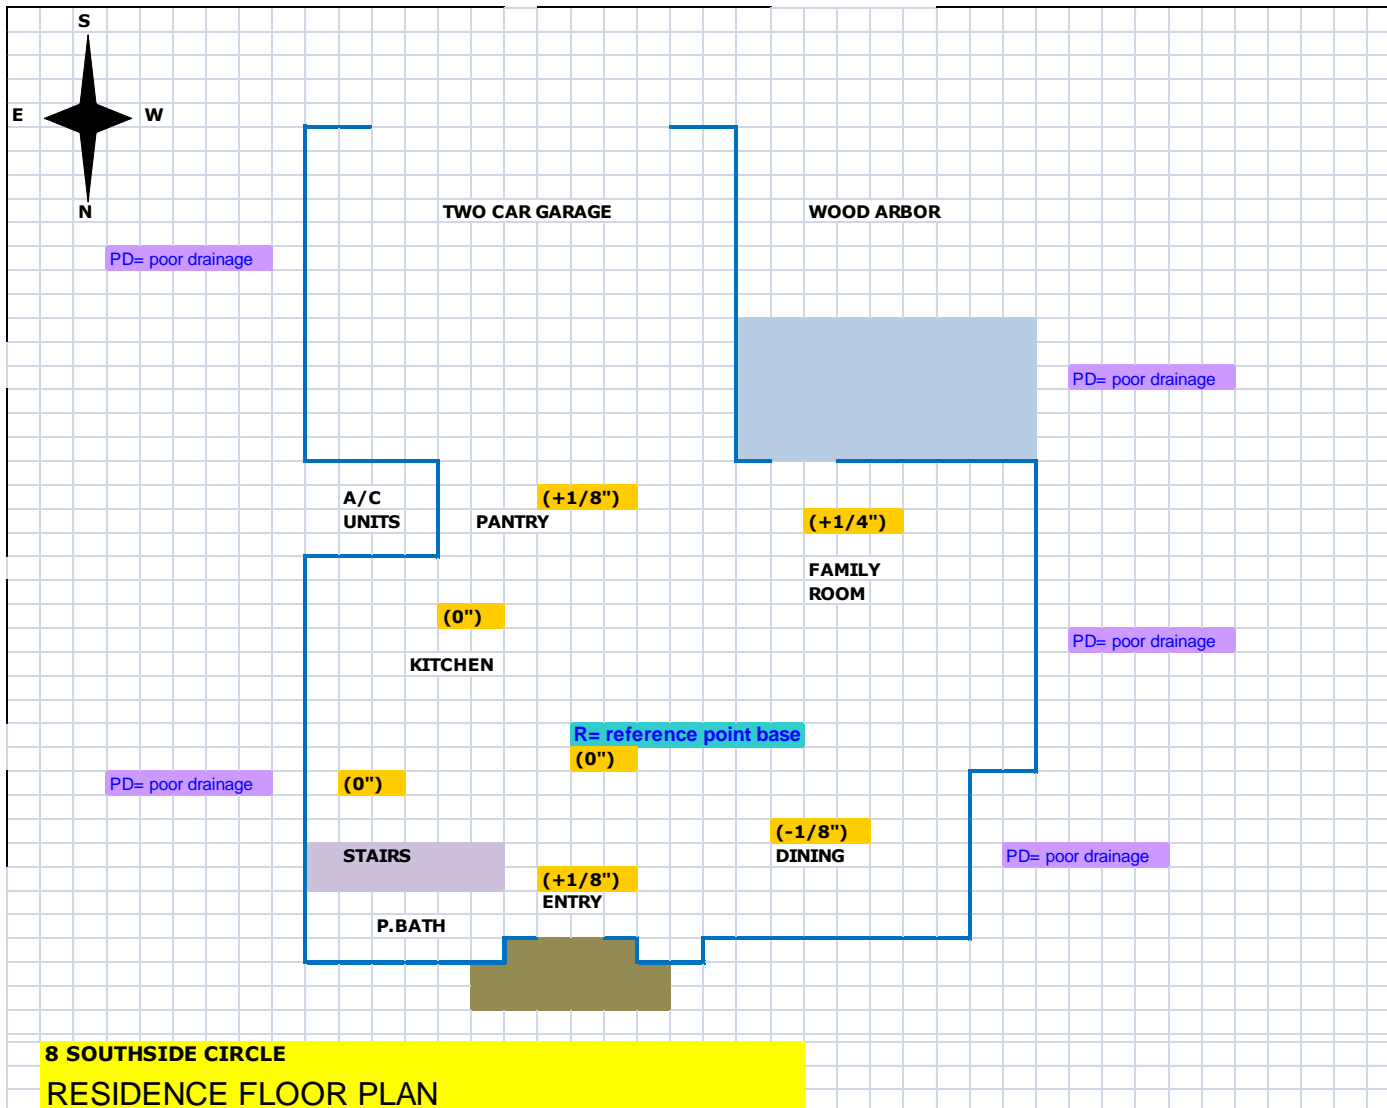 S
E W
N
TWO CAR GARAGE
WOOD ARBOR
PD= poor drainage
PD= poor drainage
A/C
UNITS
(+1/8")
PANTRY
(+1/4")
FAMILY
ROOM
(0")
KITCHEN
PD= poor drainage
R= reference point base
(0")
PD= poor drainage
(0")
(-1/8")
DINING
STAIRS
PD= poor drainage
(+1/8")
ENTRY
P.BATH
8 SOUTHSIDE CIRCLE
RESIDENCE FLOOR PLAN